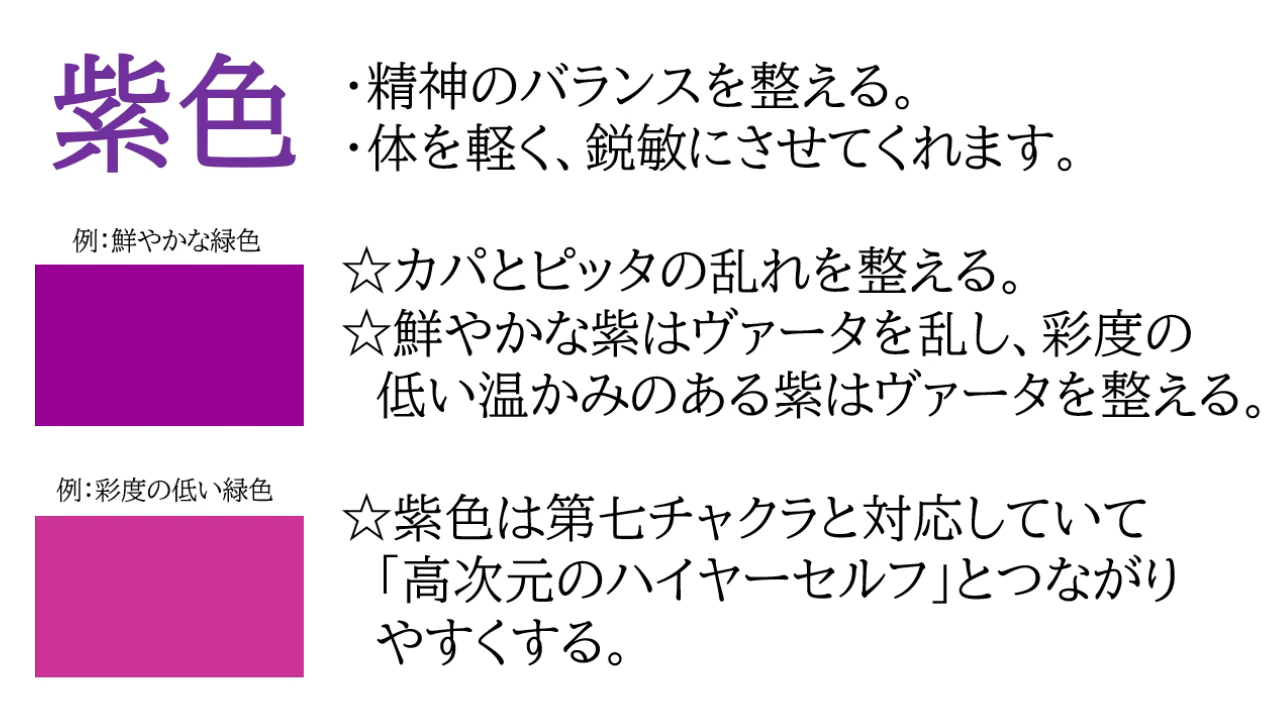 紫色
・精神のバランスを整える。
・体を軽く、鋭敏にさせてくれます。
例：鮮やかな緑色
☆カパとピッタの乱れを整える。
☆鮮やかな紫はヴァータを乱し、彩度の
低い温かみのある紫はヴァータを整える。
例：彩度の低い緑色
☆紫色は第七チャクラと対応していて
「高次元のハイヤーセルフ」とつながり
やすくする。